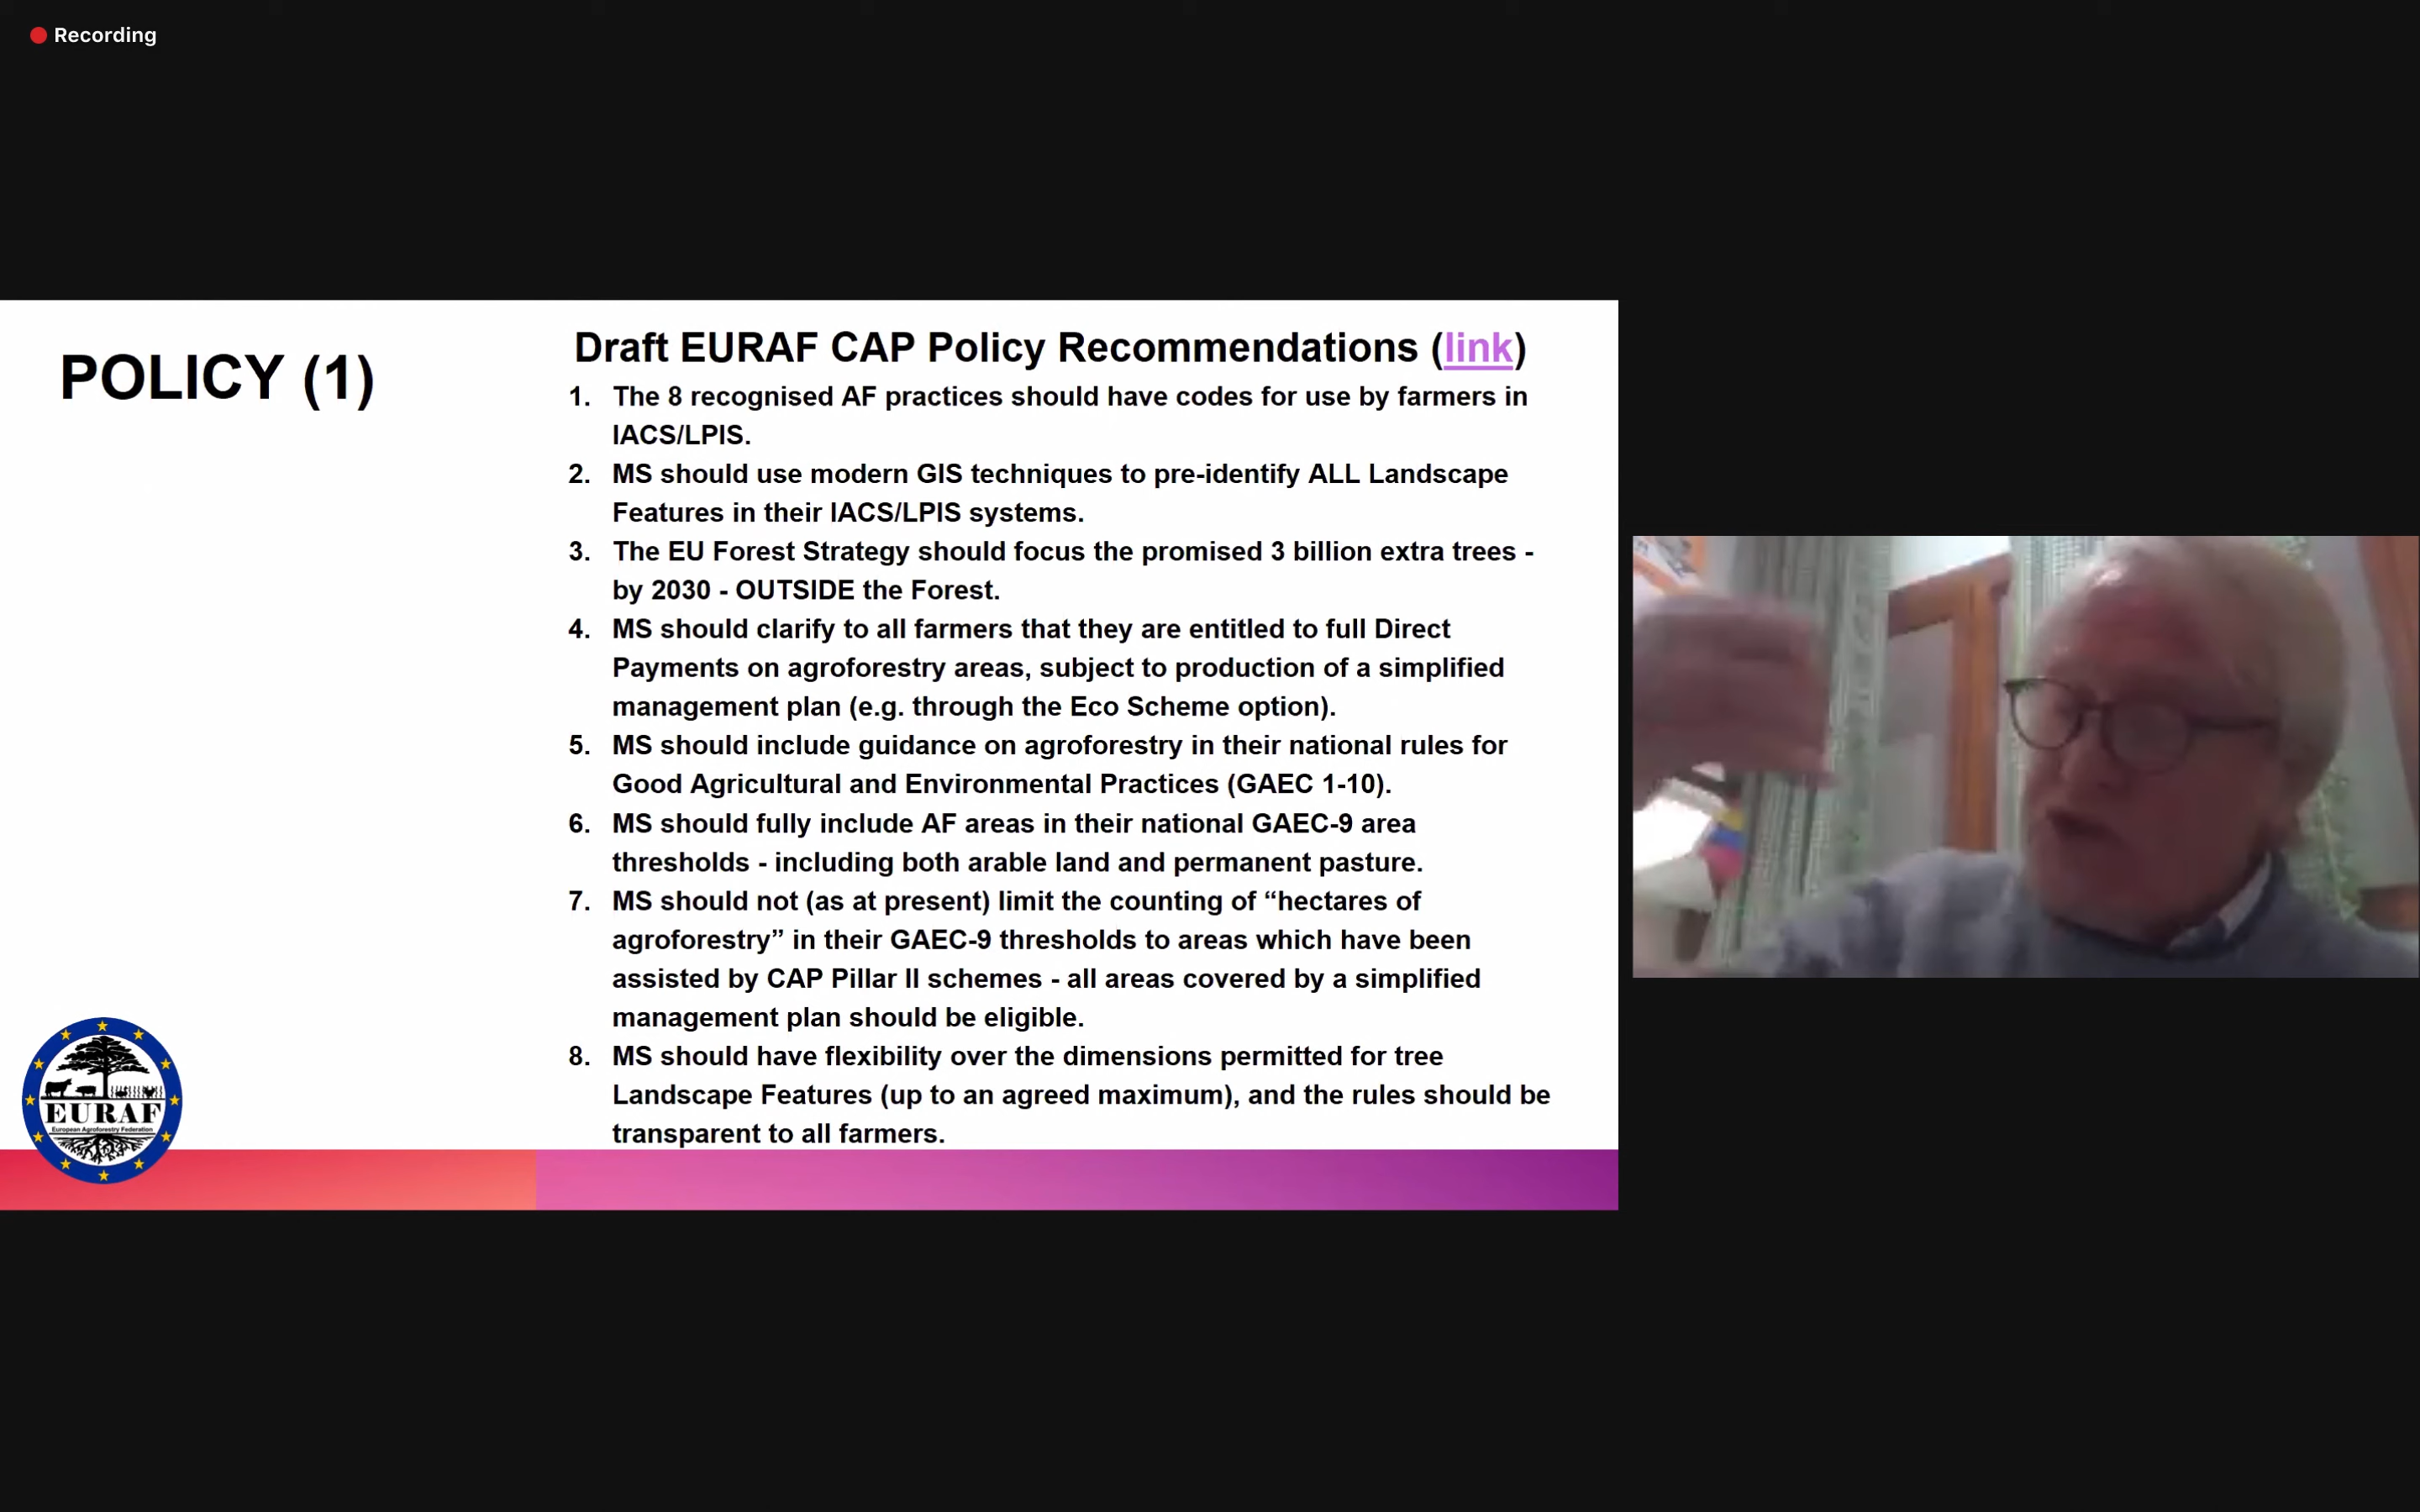 Recording
POLICY (1)
Draft EURAF CAP Policy Recommendations (link)
1. The 8 recognised AF practices should have codes for use by farmers in
IACS/LPIS.
2. MS should use modern GIS techniques to pre-identify ALL Landscape
Features in their IACS/LPIS systems.
3. The EU Forest Strategy should focus the promised 3 billion extra trees -
by 2030 - OUTSIDE the Forest.
4. MS should clarify to all farmers that they are entitled to full Direct
Payments on agroforestry areas, subject to production of a simplified
management plan (e.g. through the Eco Scheme option).
5. MS should include guidance on agroforestry in their national rules for
Good Agricultural and Environmental Practices (GAEC 1-10).
6. MS should fully include AF areas in their national GAEC-9 area
thresholds - including both arable land and permanent pasture.
7. MS should not (as at present) limit the counting of “hectares of
agroforestry” in their GAEC-9 thresholds to areas which have been
assisted by CAP Pillar II schemes - all areas covered by a simplified
management plan should be eligible.
8. MS should have flexibility over the dimensions permitted for tree
Landscape Features (up to an agreed maximum), and the rules should be
transparent to all farmers.
EURAF
European Agroforestry Federation